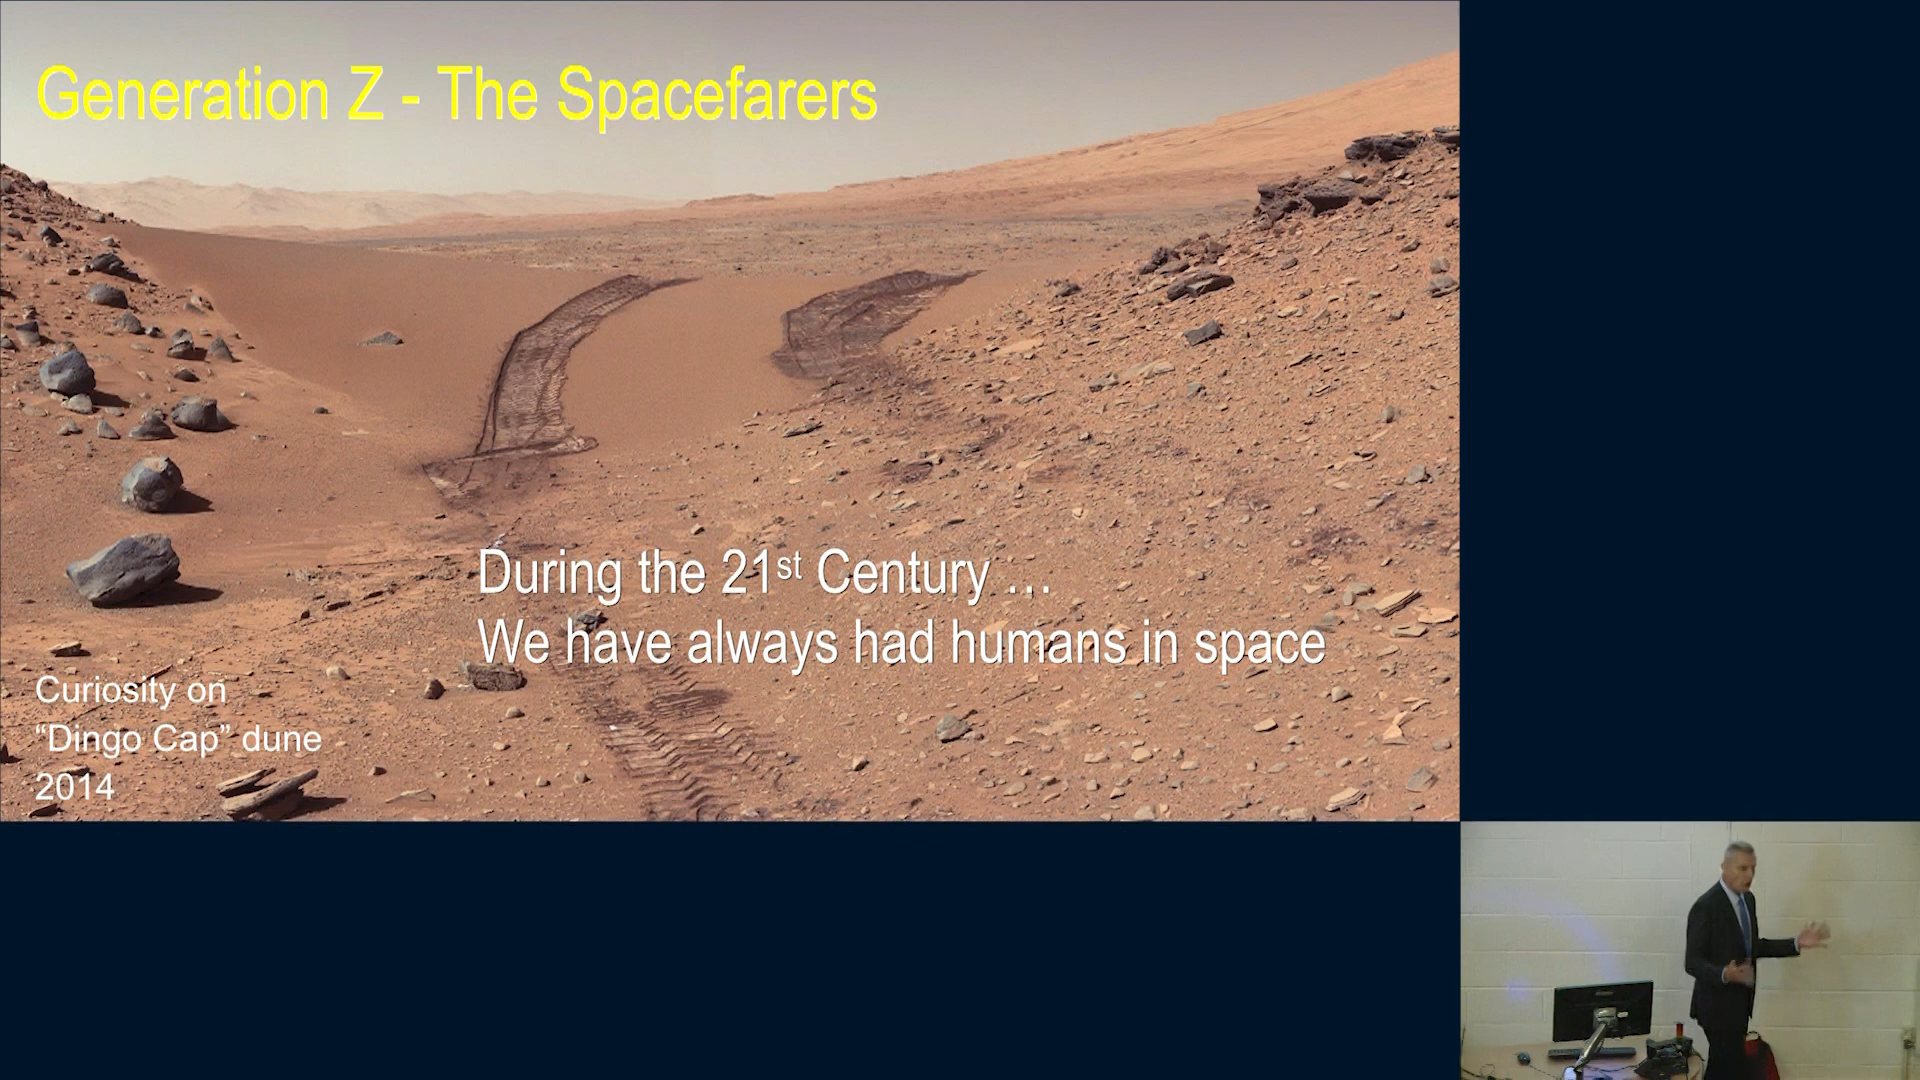 Generation Z - The Spacefarers
During the 21st Century …
We have always had humans in space
Curiosity on
“Dingo Cap” dune
2014